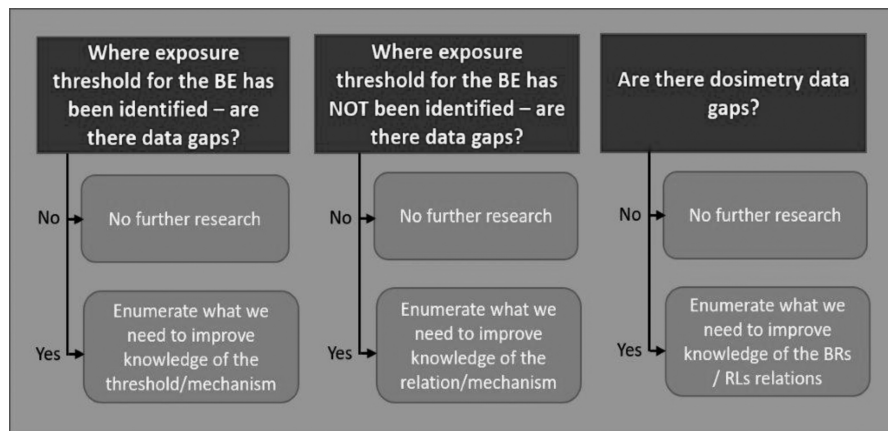 Where exposure
threshold for the BE has
been identified – are
there data gaps?
No
No further research
Yes
Enumerate what we
need to improve
knowledge of the
threshold/mechanism
Where exposure
threshold for the BE has
NOT been identified – are
there data gaps?
No
No further research
Yes
Enumerate what we
need to improve
knowledge of the
relation/mechanism
Are there dosimetry data
gaps?
No
No further research
Yes
Enumerate what we
need to improve
knowledge of the BRs
/ RLs relations